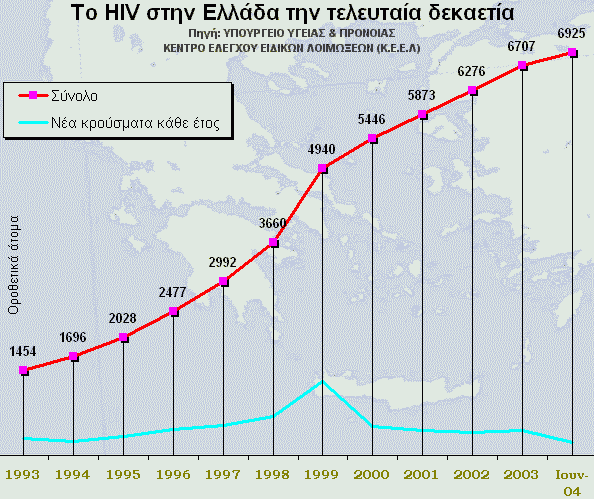 Το HIV στην Ελλάδα την τελευταία δεκαετία
Πηγή: ΥΠΟΥΡΓΕΙΟ ΥΓΕΙΑΣ & ΠΡΟΝΟΙΑΣ
ΚΕΝΤΡΟ ΕΛΕΓΧΟΥ ΕΙΔΙΚΩΝ ΛΟΙΜΩΞΕΩΝ (Κ.Ε.Ε.Λ)
Σύνολο
Νέα κρούσματα κάθε έτος
Οροθετικά άτομα
1454 1696 2028 2477 2992 3660 4940 5446 5873 6276 6707 6925
1993 1994 1995 1996 1997 1998 1999 2000 2001 2002 2003 Ιουν-
04